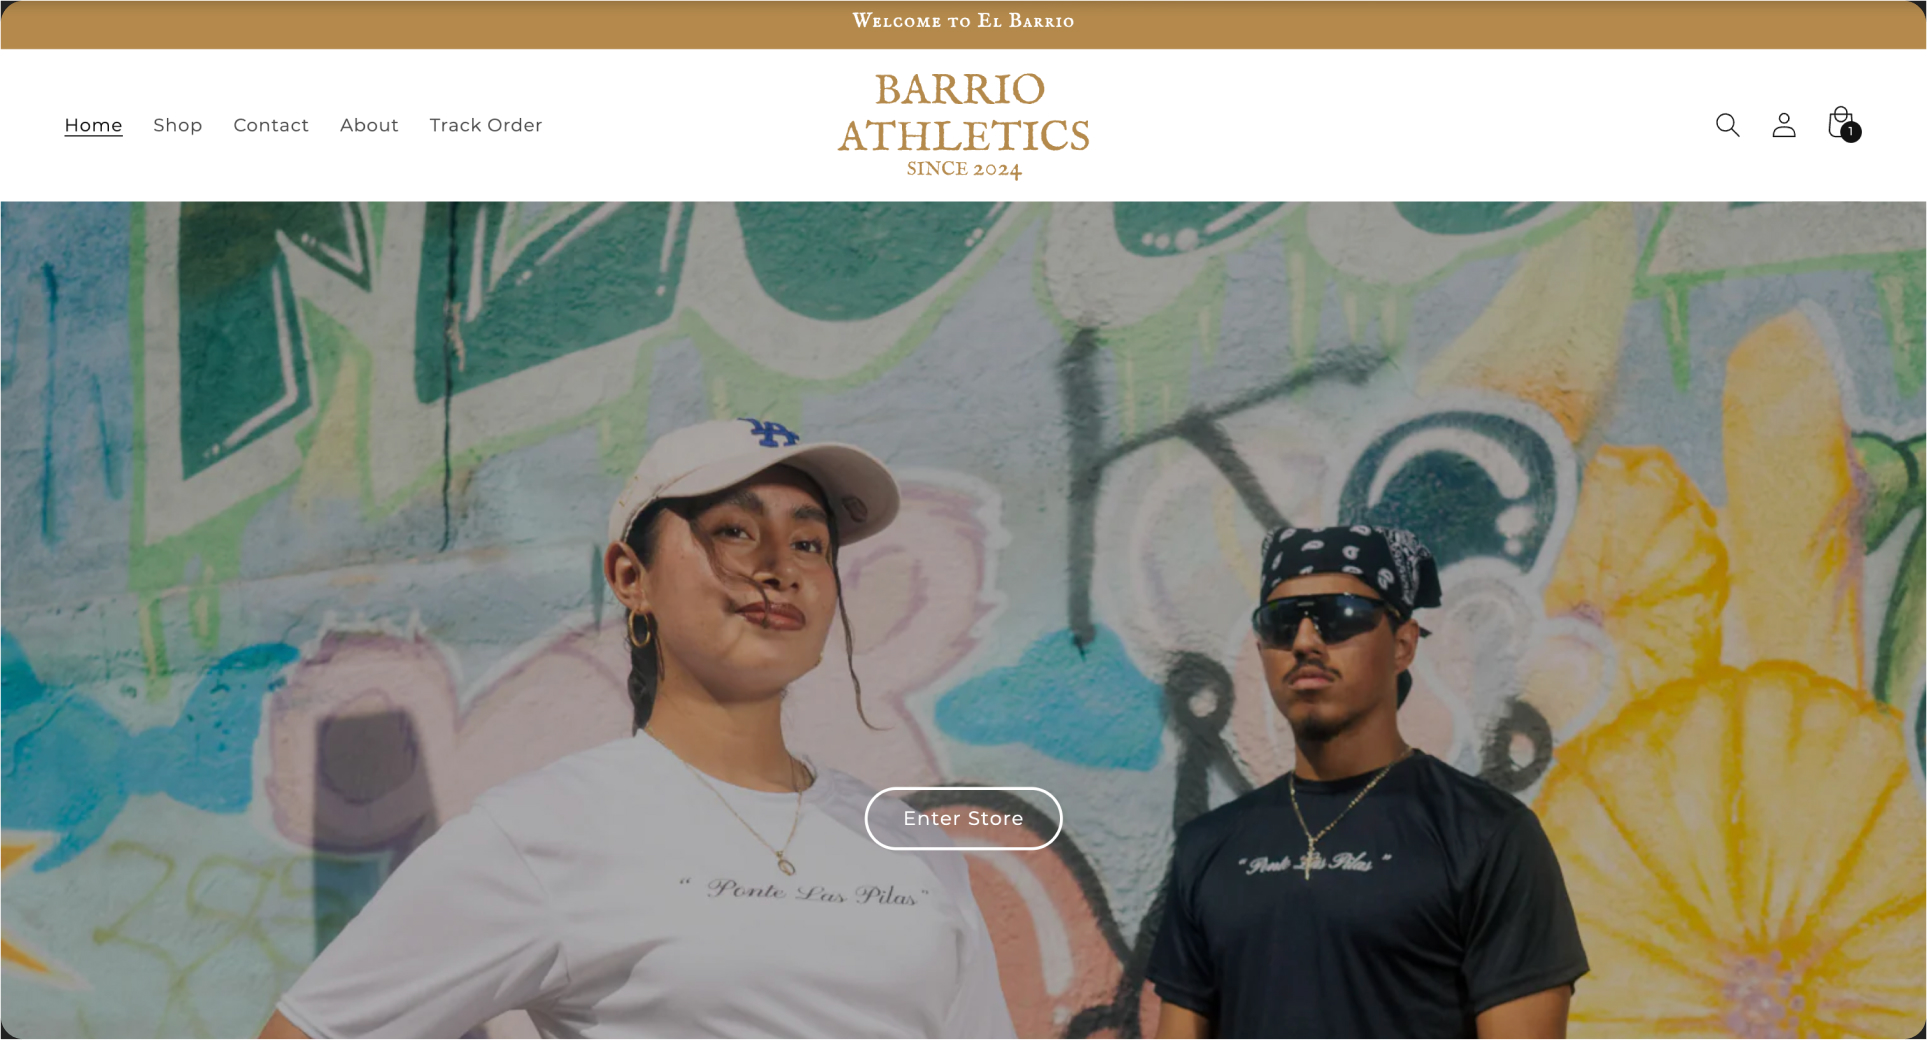 Welcome to El Barrio
Home Shop Contact About Track Order
BARRIO
ATHLETICS
SINCE 2024
1
LA
Enter Store
“ Ponte Las Pilas”
“Ponte Las Pilas”